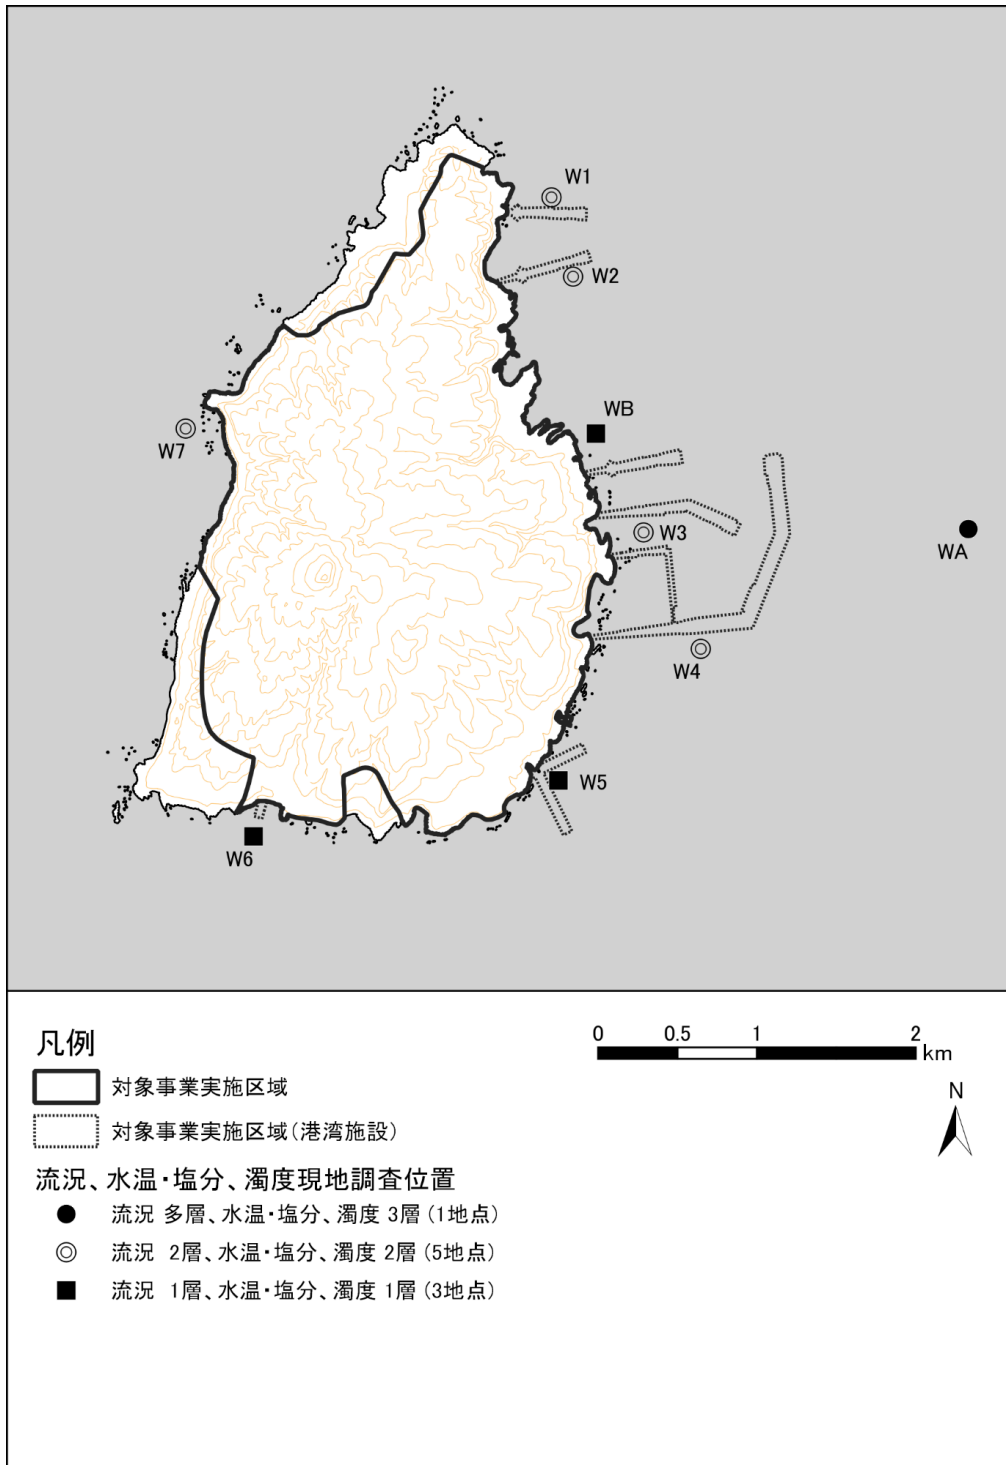 W1
W2
WB
W7
W3
WA
W4
W5
W6
凡例
0 0.5 1 2
km
対象事業実施区域
N
対象事業実施区域(港湾施設)
流況、水温・塩分、濁度現地調査位置
流況 多層、水温・塩分、濁度 3層 (1地点)
流況 2層、水温・塩分、濁度 2層 (5地点)
流況 1層、水温・塩分、濁度 1層 (3地点)